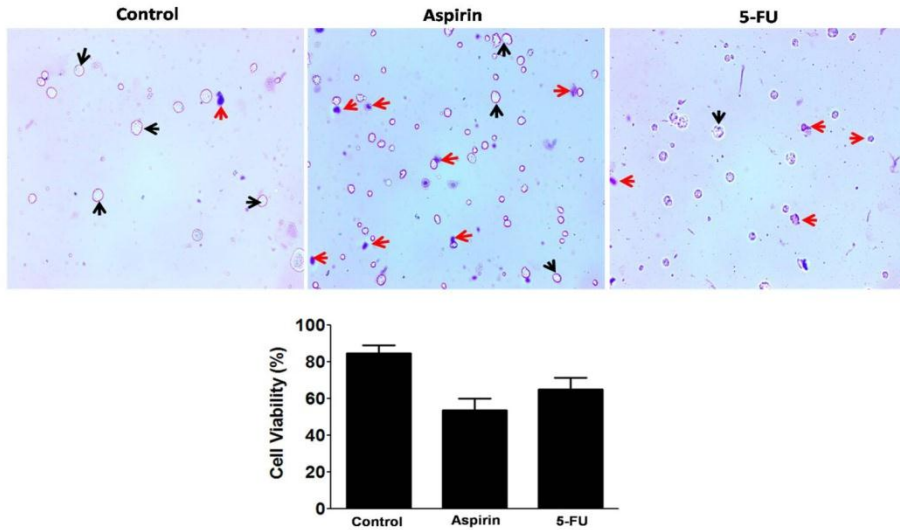 Control
Aspirin
5-FU
Cell Viability (%)
100
80
60
40
20
0
Control
Aspirin
5-FU